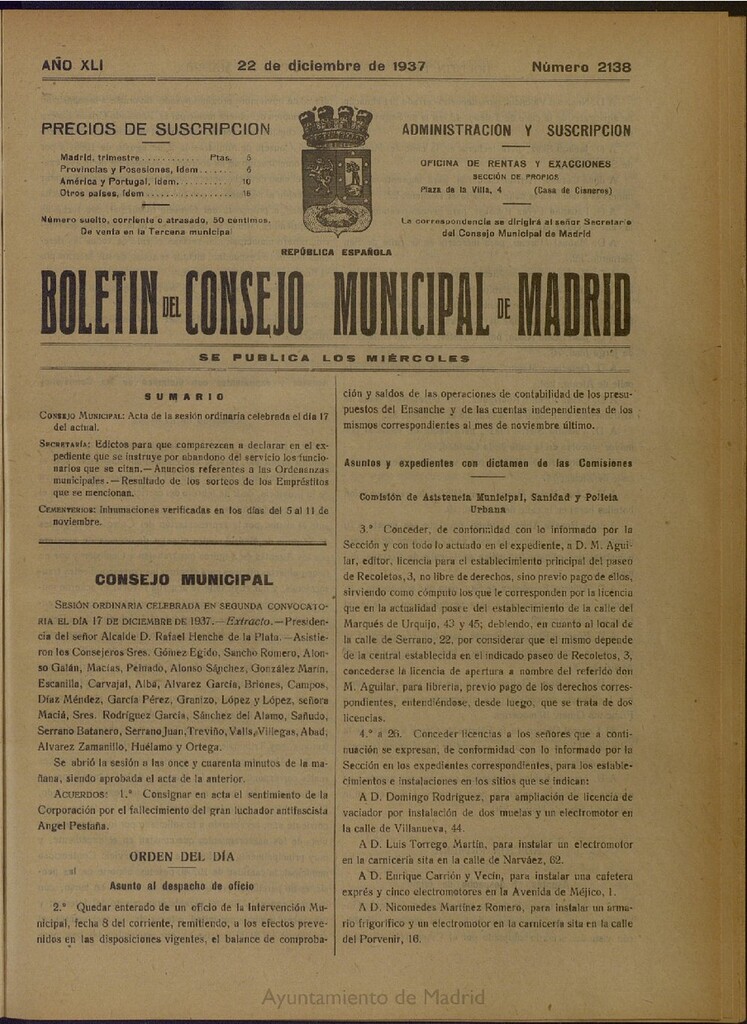 AÑO XLI
22 de diciembre de 1937
Número 2138
PRECIOS DE SUSCRIPCION
Madrid, trimestre........... Ptas. 5
Provincias y Posesiones, ídem...... 6
América y Portugal, ídem.......... 10
Otros países, ídem................ 15
Número suelto, corriente o atrasado, 50 céntimos.
De venta en la Tercena municipal
ADMINISTRACION Y SUSCRIPCION
OFICINA DE RENTAS Y EXACCIONES
SECCIÓN DE PROPIOS
Plaza de la Villa, 4 (Casa de Cisneros)
La correspondencia se dirigirá al señor Secretario
del Consejo Municipal de Madrid
REPÚBLICA ESPAÑOLA
BOLETIN DEL CONSEJO MUNICIPAL DE MADRID
SE PUBLICA LOS MIÉRCOLES
SUMARIO
CONSEJO MUNICIPAL: Acta de la sesión ordinaria celebrada el día 17
del actual.
SECRETARÍA: Edictos para que comparezcan a declarar en el ex-
pediente que se instruye por abandono del servicio los funcio-
narios que se citan.—Anuncios referentes a las Ordenanzas
municipales.—Resultado de los sorteos de los Empréstitos
que se mencionan.
CEMENTERIOS: Inhumaciones verificadas en los días del 5 al 11 de
noviembre.
CONSEJO MUNICIPAL
SESIÓN ORDINARIA CELEBRADA EN SEGUNDA CONVOCATO-
RIA EL DÍA 17 DE DICIEMBRE DE 1937.—Extracto.—Presiden-
cia del señor Alcalde D. Rafael Henche de la Plata.—Asistie-
ron los Consejeros Sres. Gómez Egido, Sancho Romero, Alon-
so Galán, Macías, Peinado, Alonso Sánchez, González Marín,
Escanilla, Carvajal, Alba, Alvarez García, Briones, Campos,
Díaz Méndez, García Pérez, Granizo, López y López, señora
Maciá, Sres. Rodríguez García, Sánchez del Alamo, Sañudo,
Serrano Batanero, Serrano Juan, Treviño, Valls, Villegas, Abad,
Alvarez Zamanillo, Huélamo y Ortega.
Se abrió la sesión a las once y cuarenta minutos de la ma-
ñana, siendo aprobada el acta de la anterior.
ACUERDOS: 1.º Consignar en acta el sentimiento de la
Corporación por el fallecimiento del gran luchador antifascista
Angel Pestaña.
ORDEN DEL DÍA
Asunto al despacho de oficio
2.º Quedar enterado de un oficio de la Intervención Mu-
nicipal, fecha 8 del corriente, remitiendo, a los efectos preve-
nidos en las disposiciones vigentes, el balance de comproba-
ción y saldos de las operaciones de contabilidad de los presu-
puestos del Ensanche y de las cuentas independientes de los
mismos correspondientes al mes de noviembre último.
Asuntos y expedientes con dictamen de las Comisiones
Comisión de Asistencia Municipal, Sanidad y Policía
Urbana
3.º Conceder, de conformidad con lo informado por la
Sección y con todo lo actuado en el expediente, a D. M. Agui-
lar, editor, licencia para el establecimiento principal del paseo
de Recoletos, 3, no libre de derechos, sino previo pago de ellos,
sirviendo como cómputo los que le corresponden por la licencia
que en la actualidad posee del establecimiento de la calle del
Marqués de Urquijo, 43 y 45; debiendo, en cuanto al local de
la calle de Serrano, 22, por considerar que el mismo depende
de la central establecida en el indicado paseo de Recoletos, 3,
concederse la licencia de apertura a nombre del referido don
M. Aguilar, para librería, previo pago de los derechos corres-
pondientes, entendiéndose, desde luego, que se trata de dos
licencias.
4.º a 26. Conceder licencias a los señores que a conti-
nuación se expresan, de conformidad con lo informado por la
Sección en los expedientes correspondientes, para los estable-
cimientos e instalaciones en los sitios que se indican:
A D. Domingo Rodríguez, para ampliación de licencia de
vaciador por instalación de dos muelas y un electromotor en
la calle de Villanueva, 44.
A D. Luis Torrego Martín, para instalar un electromotor
en la carnicería sita en la calle de Narváez, 62.
A D. Enrique Carrión y Vecín, para instalar una cafetera
exprés y cinco electromotores en la Avenida de Méjico, 1.
A D. Nicomedes Martínez Romero, para instalar un arma-
rio frigorífico y un electromotor en la carnicería sita en la calle
del Porvenir, 16.
Ayuntamiento de Madrid